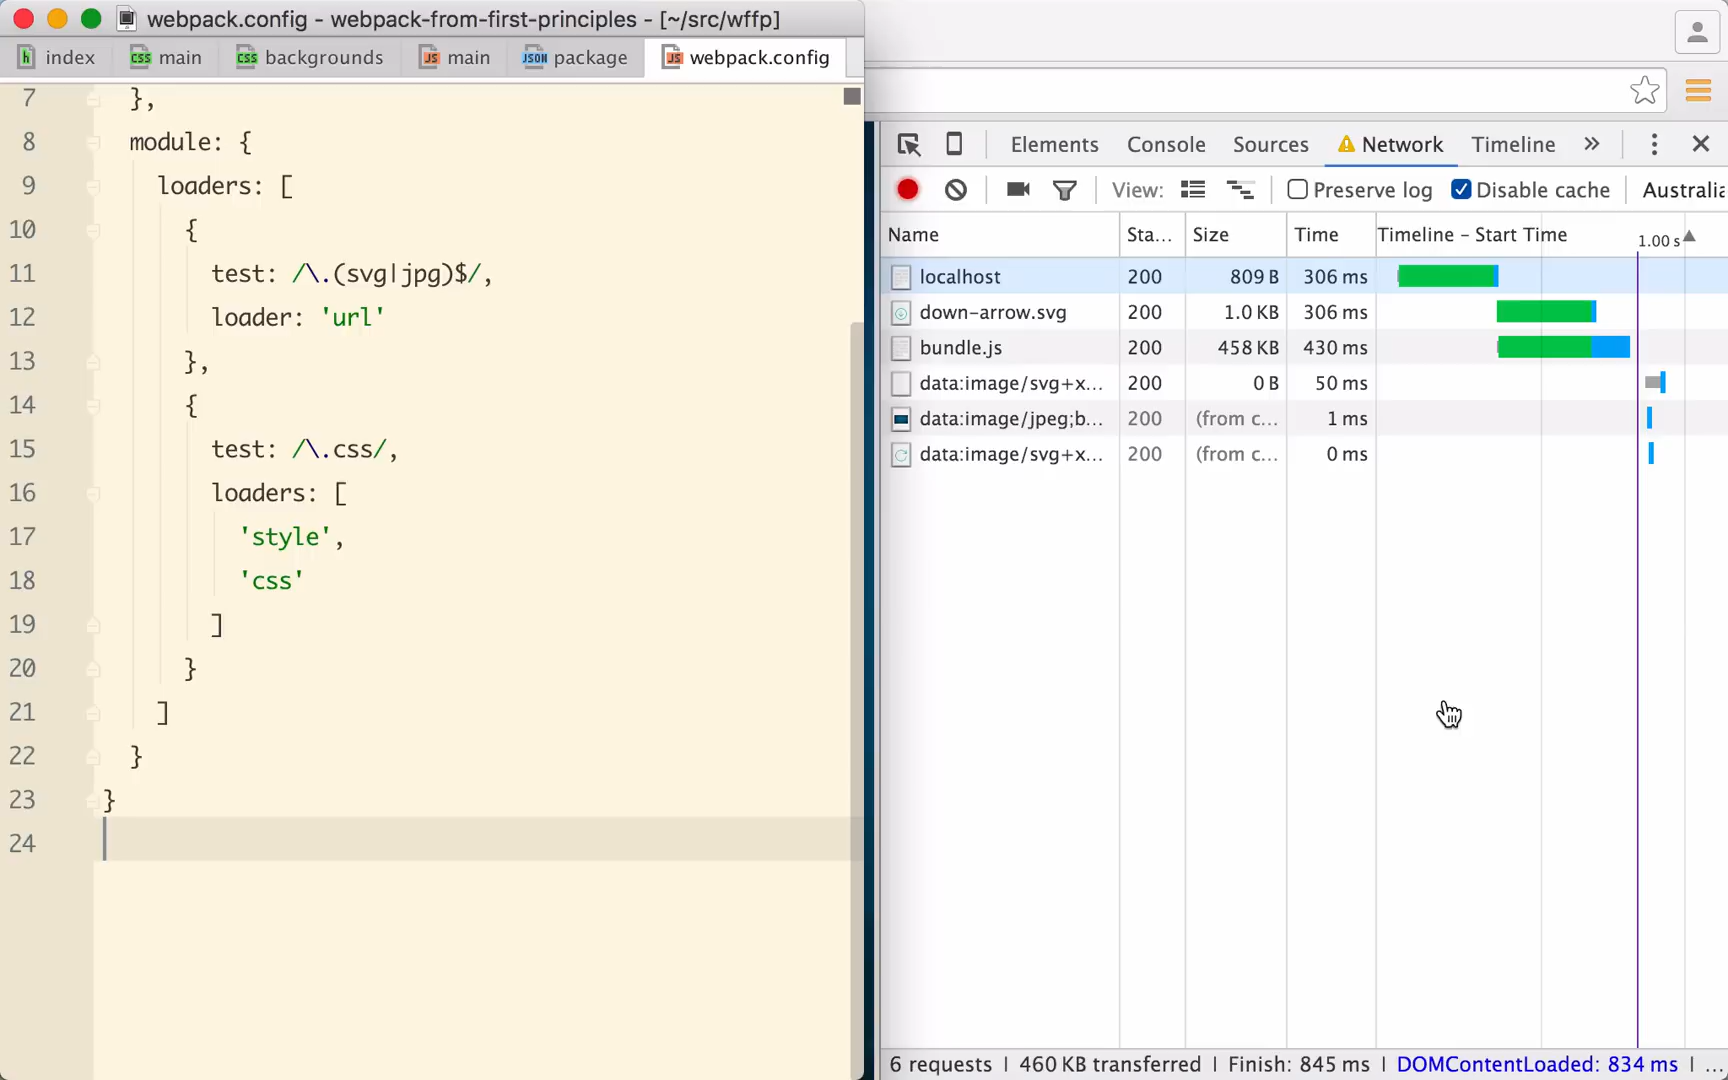 webpack.config - webpack-from-first-principles - [~/src/wffp]
index main backgrounds main package webpack.config
7 },
8 module: {
9 loaders: [
10 {
11 test: /\.(svg|jpg)$/,
12 loader: 'url'
13 },
14 {
15 test: /\.css/,
16 loaders: [
17 'style',
18 'css'
19 ]
20 }
21 ]
22 }
23 }
24
Elements Console Sources Network Timeline »
View: Preserve log Disable cache Australia
Name Sta... Size Time Timeline – Start Time 1.00 s
localhost 200 809 B 306 ms
down-arrow.svg 200 1.0 KB 306 ms
bundle.js 200 458 KB 430 ms
data:image/svg+x... 200 0 B 50 ms
data:image/jpeg;b... 200 (from c... 1 ms
data:image/svg+x... 200 (from c... 0 ms
6 requests | 460 KB transferred | Finish: 845 ms | DOMContentLoaded: 834 ms | ...